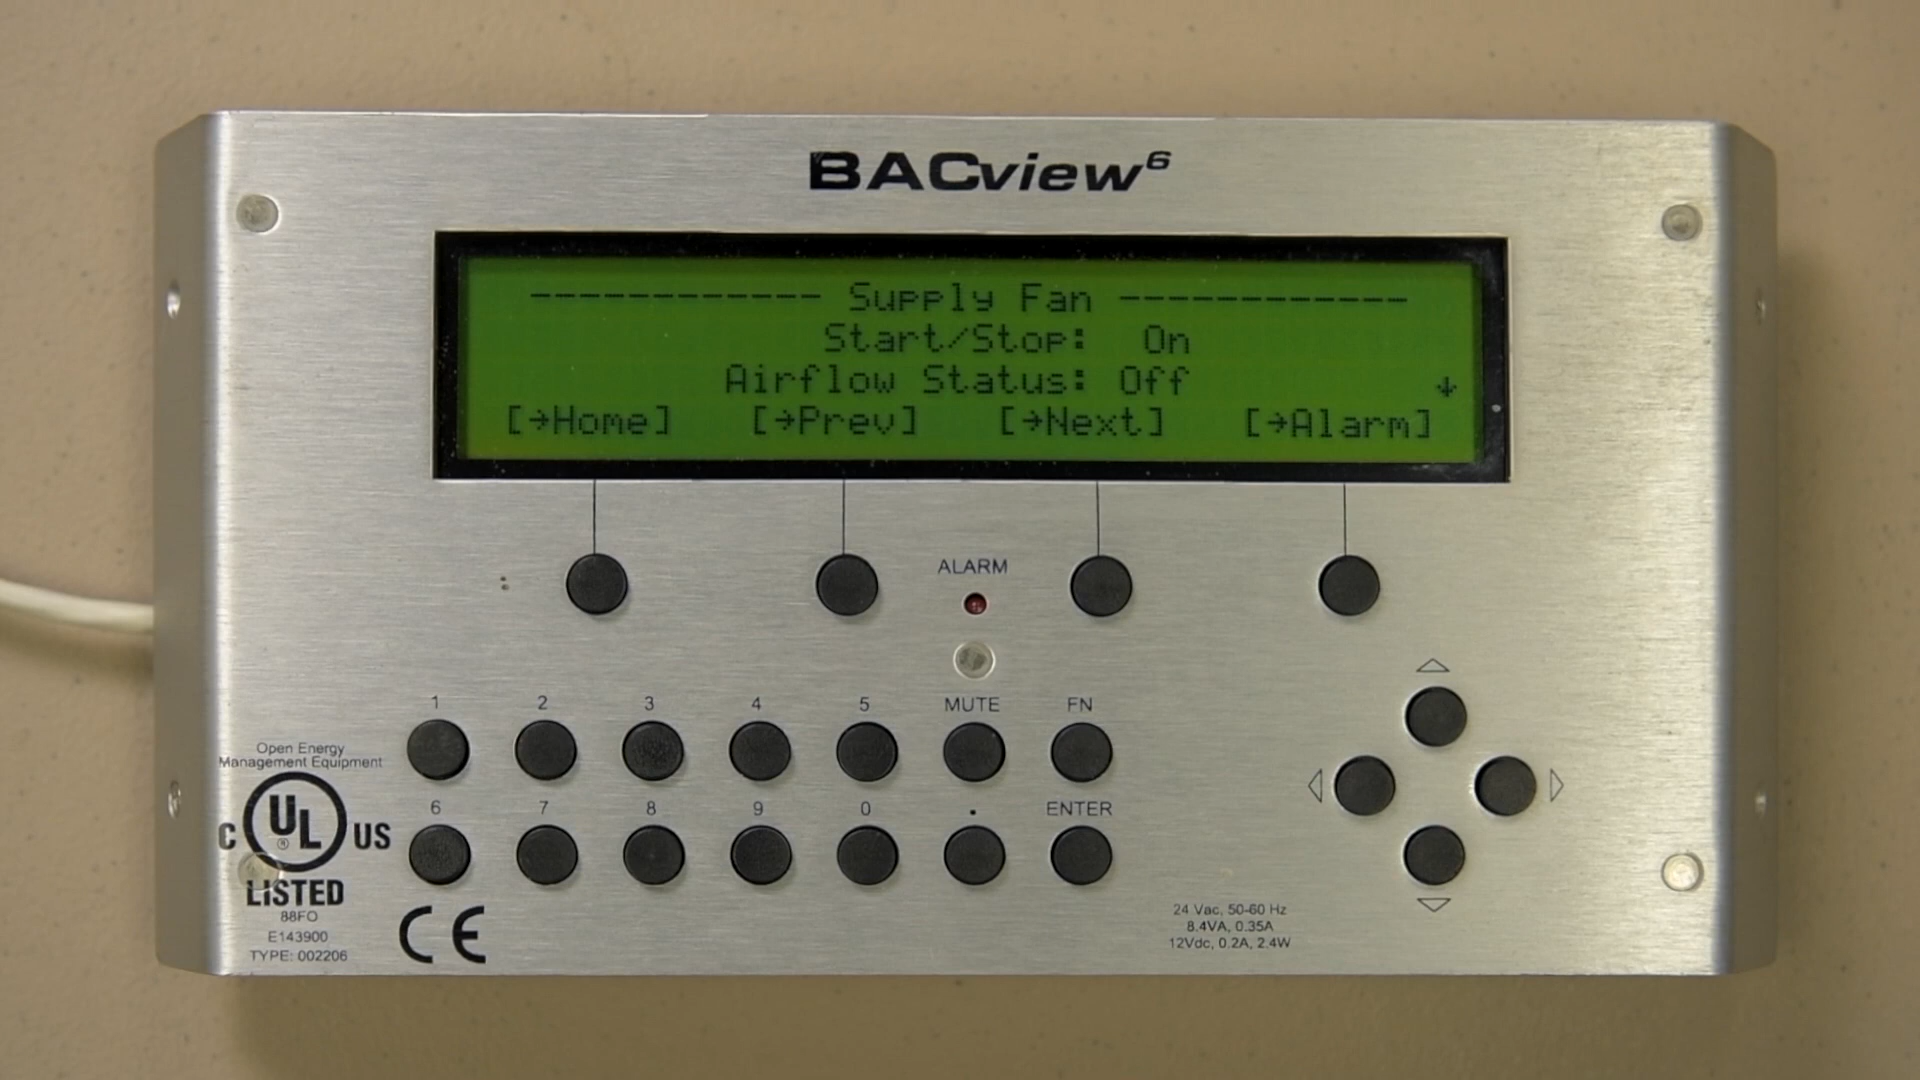 BACview⁶
------------ Supply Fan ------------
Start/Stop: On
Airflow Status: Off ↓
[→Home] [→Prev] [→Next] [→Alarm]
ALARM
1 2 3 4 5 MUTE FN
6 7 8 9 0 . ENTER
Open Energy
Management Equipment
C UL ® US
LISTED
88FO
E143900
TYPE: 002206
CE
24 Vac, 50-60 Hz
8.4VA, 0.35A
12Vdc, 0.2A, 2.4W